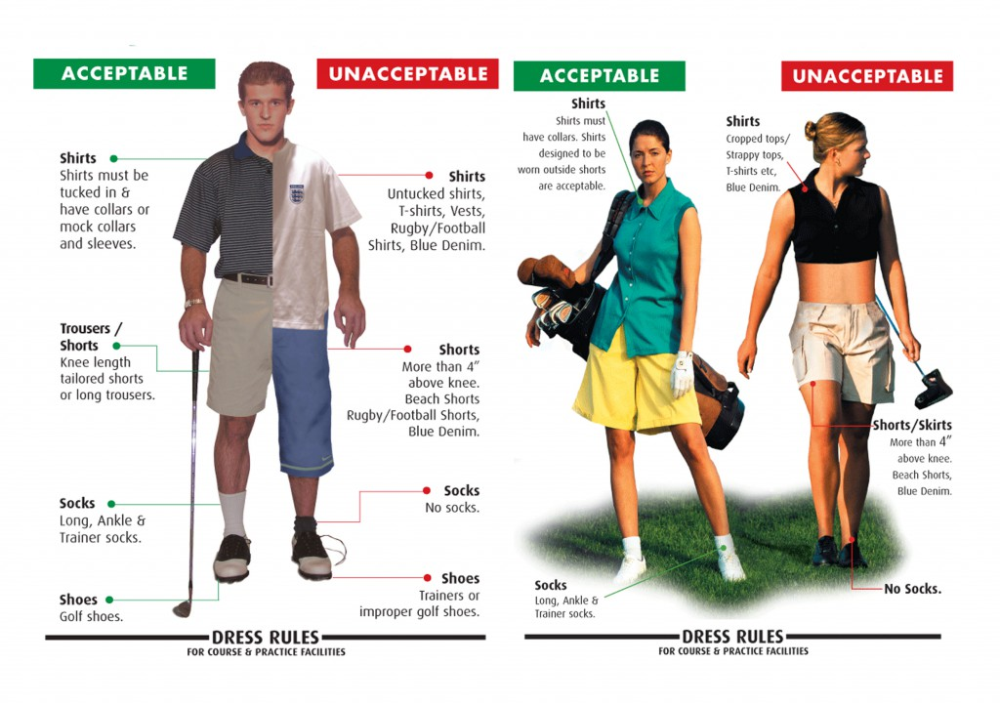 ACCEPTABLE
UNACCEPTABLE
Shirts
Shirts must be
tucked in &
have collars or
mock collars
and sleeves.
Shirts
Untucked shirts,
T-shirts, Vests,
Rugby/Football
Shirts, Blue Denim.
Trousers /
Shorts
Knee length
tailored shorts
or long trousers.
Shorts
More than 4″
above knee.
Beach Shorts
Rugby/Football Shorts,
Blue Denim.
Socks
Long, Ankle &
Trainer socks.
Socks
No socks.
Shoes
Golf shoes.
Shoes
Trainers or
improper golf shoes.
DRESS RULES
FOR COURSE & PRACTICE FACILITIES
ACCEPTABLE
UNACCEPTABLE
Shirts
Shirts must
have collars. Shirts
designed to be
worn outside shorts
are acceptable.
Shirts
Cropped tops/
Strappy tops,
T-shirts etc,
Blue Denim.
Shorts/Skirts
More than 4″
above knee.
Beach Shorts,
Blue Denim.
Socks
Long, Ankle &
Trainer socks.
No Socks.
DRESS RULES
FOR COURSE & PRACTICE FACILITIES